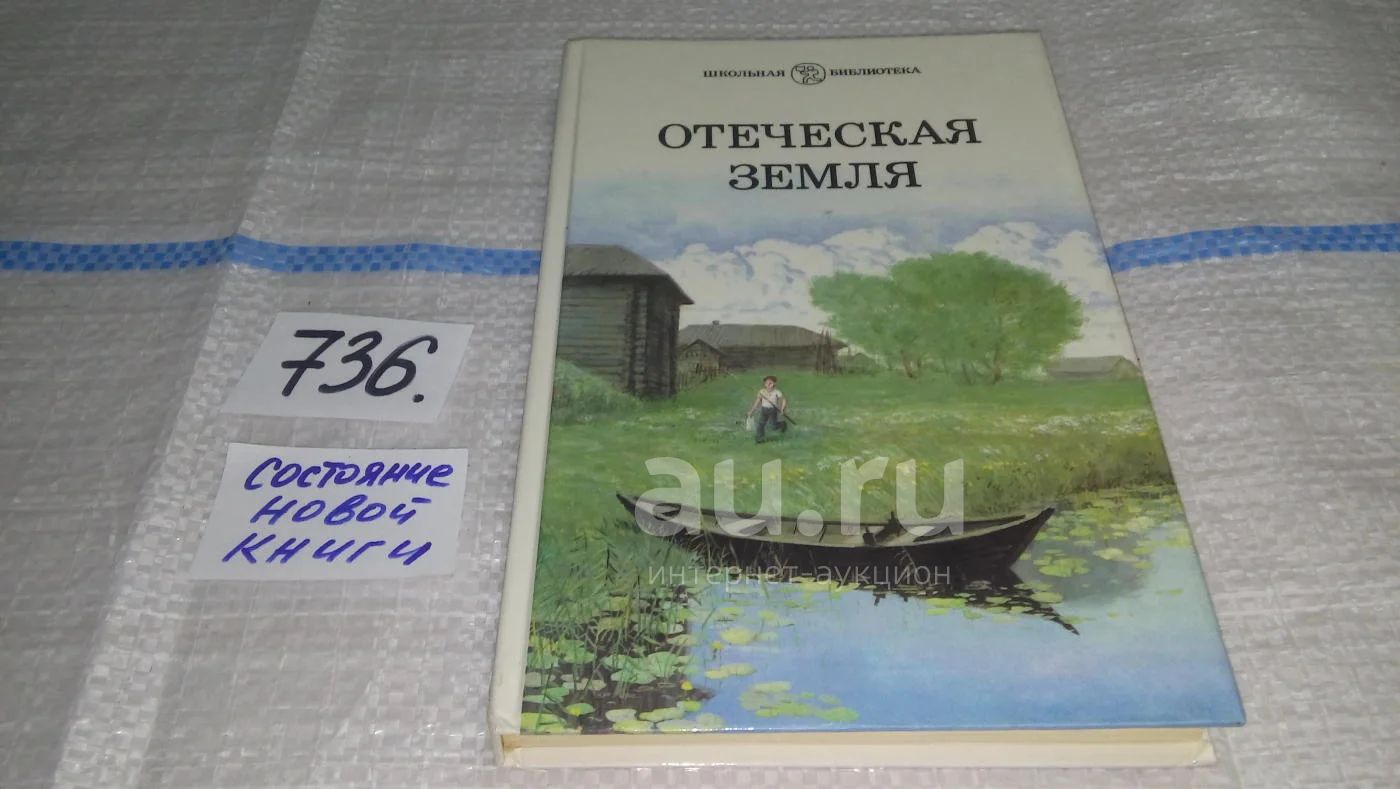 ШКОЛЬНАЯ БИБЛИОТЕКА
ОТЕЧЕСКАЯ
ЗЕМЛЯ
736.
состояние
новой
книги
au.ru
интернет-аукцион